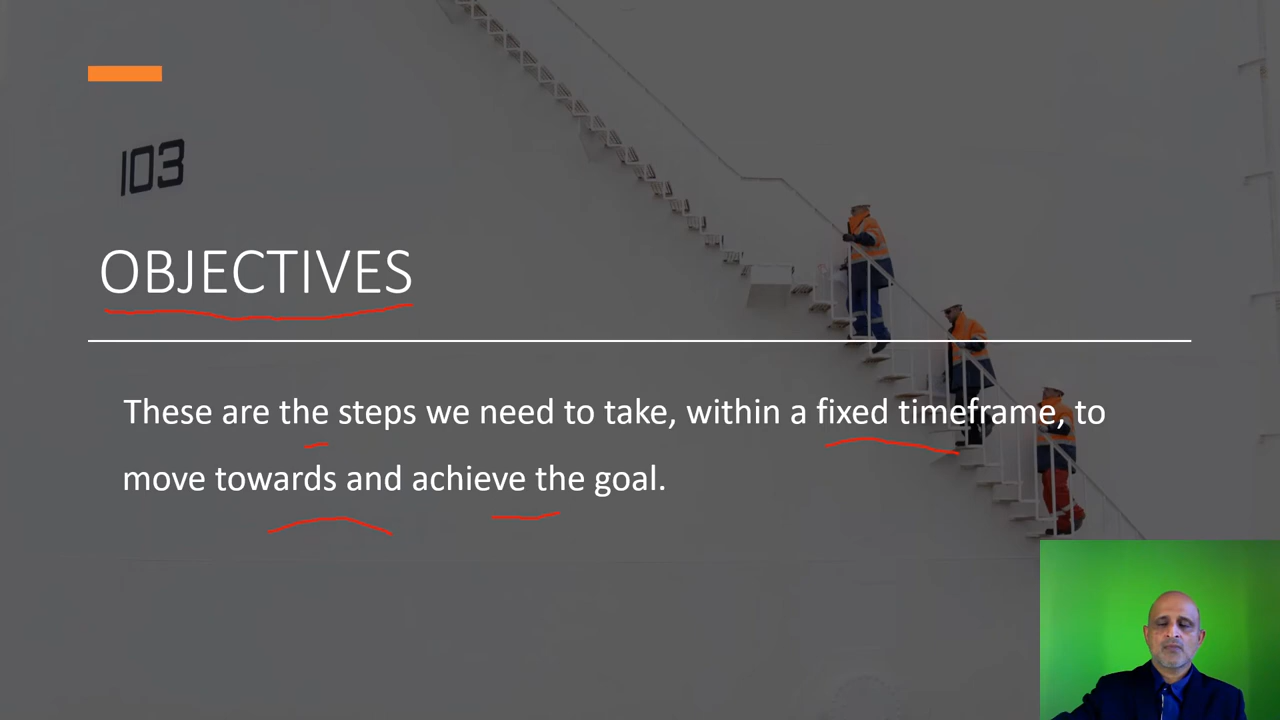 103
OBJECTIVES
These are the steps we need to take, within a fixed timeframe, to
move towards and achieve the goal.